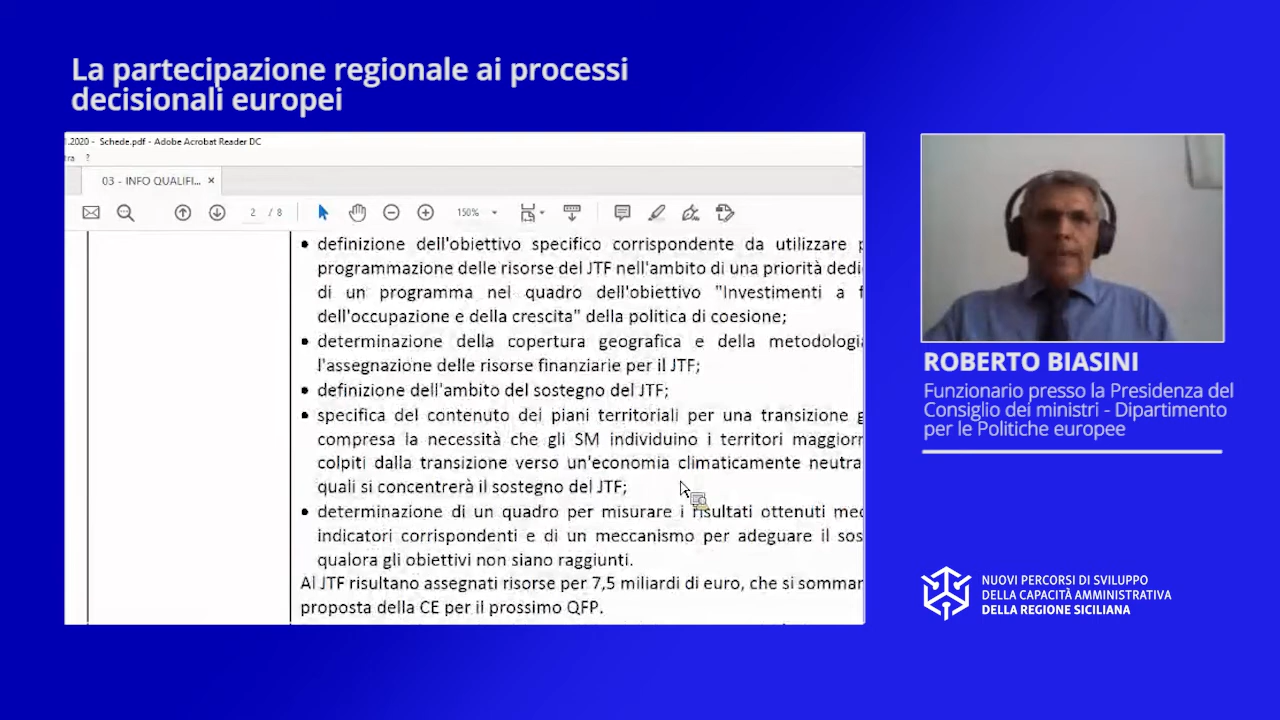 La partecipazione regionale ai processi
decisionali europei
.2020 - Schede.pdf - Adobe Acrobat Reader DC
tra ?
03 - INFO QUALIFI... ×
2 / 8 150%
• definizione dell'obiettivo specifico corrispondente da utilizzare
programmazione delle risorse del JTF nell'ambito di una priorità dedi
di un programma nel quadro dell'obiettivo "Investimenti a f
dell'occupazione e della crescita" della politica di coesione;
• determinazione della copertura geografica e della metodologia
l'assegnazione delle risorse finanziarie per il JTF;
• definizione dell'ambito del sostegno del JTF;
• specifica del contenuto dei piani territoriali per una transizione g
compresa la necessità che gli SM individuino i territori maggiorm
colpiti dalla transizione verso un'economia climaticamente neutra
quali si concentrerà il sostegno del JTF;
• determinazione di un quadro per misurare i risultati ottenuti med
indicatori corrispondenti e di un meccanismo per adeguare il sos
qualora gli obiettivi non siano raggiunti.
Al JTF risultano assegnati risorse per 7,5 miliardi di euro, che si somman
proposta della CE per il prossimo QFP.
ROBERTO BIASINI
Funzionario presso la Presidenza del
Consiglio dei ministri - Dipartimento
per le Politiche europee
NUOVI PERCORSI DI SVILUPPO
DELLA CAPACITÀ AMMINISTRATIVA
DELLA REGIONE SICILIANA